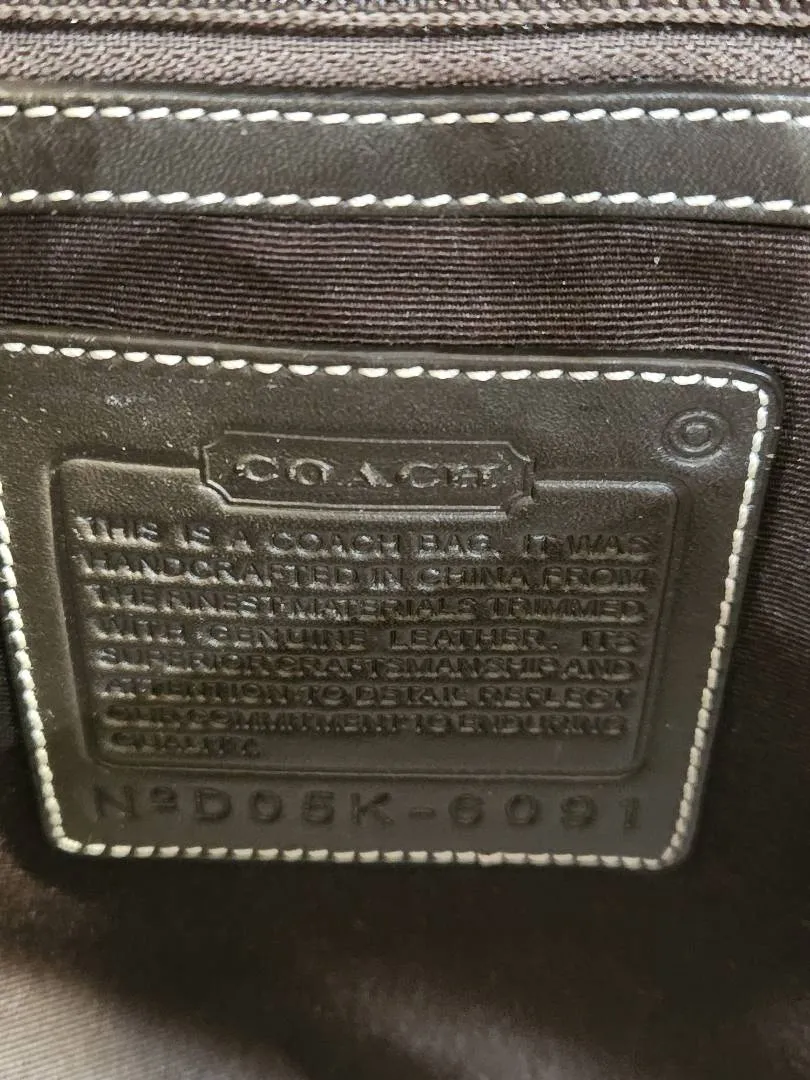 ©
COACH
THIS IS A COACH BAG. IT WAS
HANDCRAFTED IN CHINA FROM
THE FINEST MATERIALS TRIMMED
WITH GENUINE LEATHER. ITS
SUPERIOR CRAFTSMANSHIP AND
ATTENTION TO DETAIL REFLECT
OUR COMMITMENT TO ENDURING
QUALITY.
Nº D05K-6091